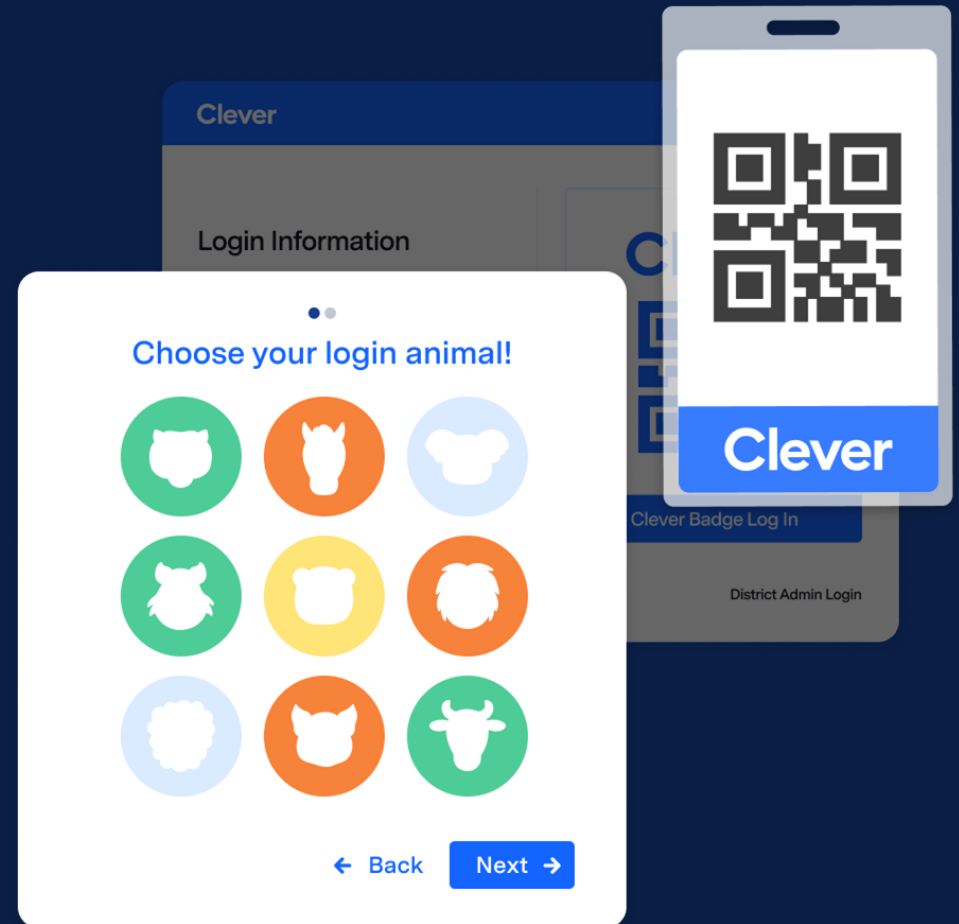 Clever
Login Information
Choose your login animal!
Back
Next
Clever
Clever Badge Log In
District Admin Login